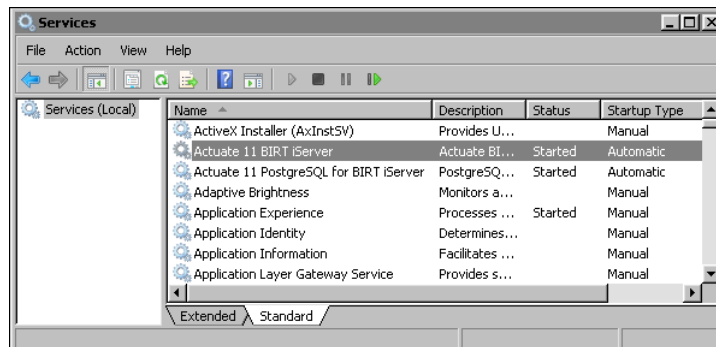 Services
File Action View Help
Services (Local)
Name Description Status Startup Type
ActiveX Installer (AxInstSV) Provides U... Manual
Actuate 11 BIRT iServer Actuate BI... Started Automatic
Actuate 11 PostgreSQL for BIRT iServer PostgreSQ... Started Automatic
Adaptive Brightness Monitors a... Manual
Application Experience Processes ... Started Manual
Application Identity Determines... Manual
Application Information Facilitates ... Manual
Application Layer Gateway Service Provides s... Manual
Extended Standard